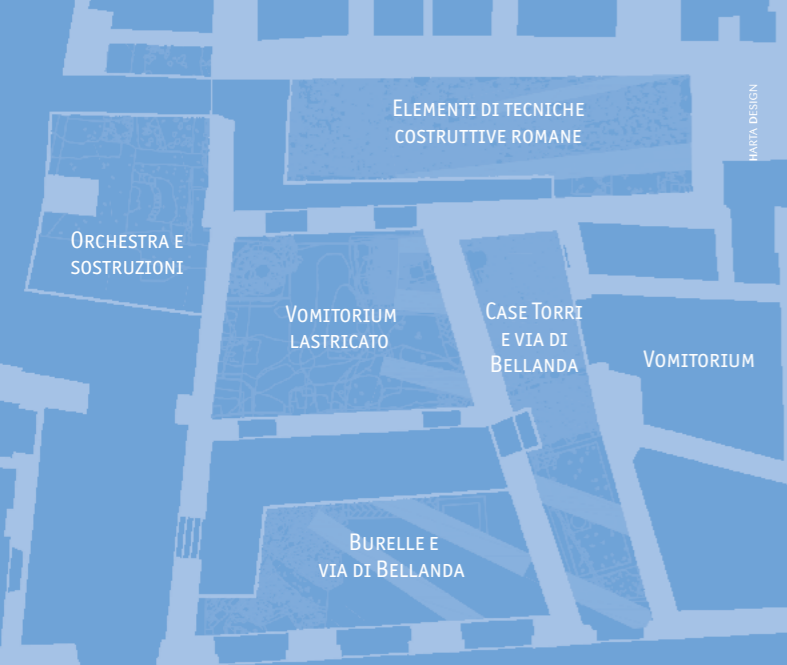 Elementi di tecniche
costruttive romane
harta design
Orchestra e
sostruzioni
Vomitorium
lastricato
Case Torri
e via di
Bellanda
Vomitorium
Burelle e
via di Bellanda